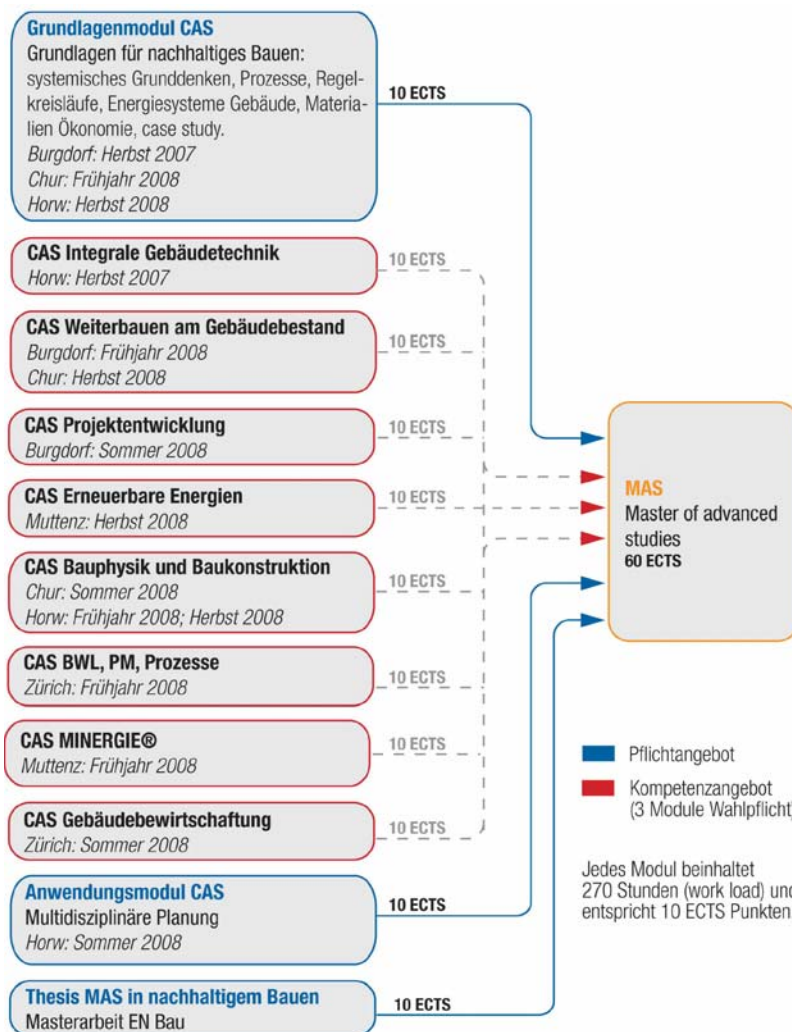 Grundlagenmodul CAS
Grundlagen für nachhaltiges Bauen:
systemisches Grunddenken, Prozesse, Regel-
kreisläufe, Energiesysteme Gebäude, Materia-
lien Ökonomie, case study.
Burgdorf: Herbst 2007
Chur: Frühjahr 2008
Horw: Herbst 2008
10 ECTS
CAS Integrale Gebäudetechnik
Horw: Herbst 2007
10 ECTS
CAS Weiterbauen am Gebäudebestand
Burgdorf: Frühjahr 2008
Chur: Herbst 2008
10 ECTS
CAS Projektentwicklung
Burgdorf: Sommer 2008
10 ECTS
CAS Erneuerbare Energien
Muttenz: Herbst 2008
10 ECTS
CAS Bauphysik und Baukonstruktion
Chur: Sommer 2008
Horw: Frühjahr 2008; Herbst 2008
10 ECTS
CAS BWL, PM, Prozesse
Zürich: Frühjahr 2008
10 ECTS
CAS MINERGIE®
Muttenz: Frühjahr 2008
10 ECTS
CAS Gebäudebewirtschaftung
Zürich: Sommer 2008
10 ECTS
Anwendungsmodul CAS
Multidisziplinäre Planung
Horw: Sommer 2008
10 ECTS
Thesis MAS in nachhaltigem Bauen
Masterarbeit EN Bau
10 ECTS
MAS
Master of advanced
studies
60 ECTS
Pflichtangebot
Kompetenzangebot
(3 Module Wahlpflicht)
Jedes Modul beinhaltet
270 Stunden (work load) und
entspricht 10 ECTS Punkten